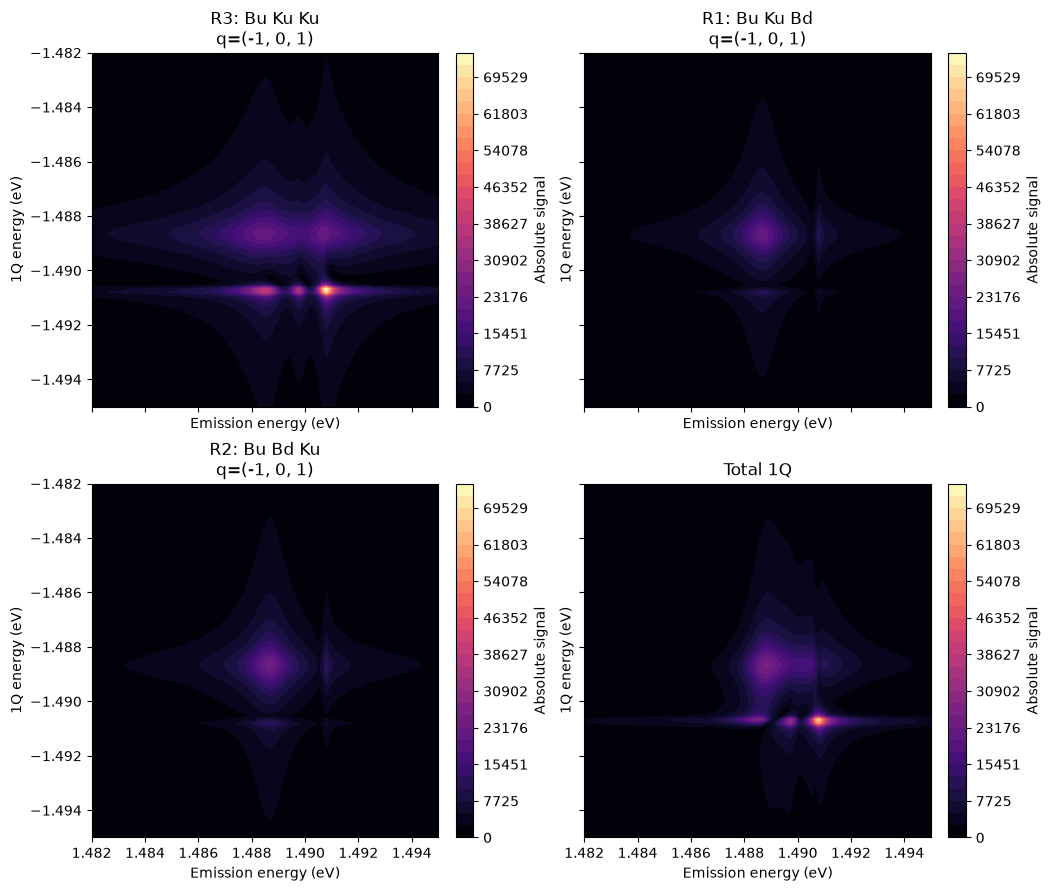 R3: Bu Ku Ku
q=(-1, 0, 1)
−1.482
−1.484
−1.486
−1.488
−1.490
−1.492
−1.494
1Q energy (eV)
Emission energy (eV)
69529
61803
54078
46352
38627
30902
23176
15451
7725
0
Absolute signal
R1: Bu Ku Bd
q=(-1, 0, 1)
1Q energy (eV)
Emission energy (eV)
69529
61803
54078
46352
38627
30902
23176
15451
7725
0
Absolute signal
R2: Bu Bd Ku
q=(-1, 0, 1)
−1.482
−1.484
−1.486
−1.488
−1.490
−1.492
−1.494
1Q energy (eV)
1.482 1.484 1.486 1.488 1.490 1.492 1.494
Emission energy (eV)
69529
61803
54078
46352
38627
30902
23176
15451
7725
0
Absolute signal
Total 1Q
1Q energy (eV)
1.482 1.484 1.486 1.488 1.490 1.492 1.494
Emission energy (eV)
69529
61803
54078
46352
38627
30902
23176
15451
7725
0
Absolute signal